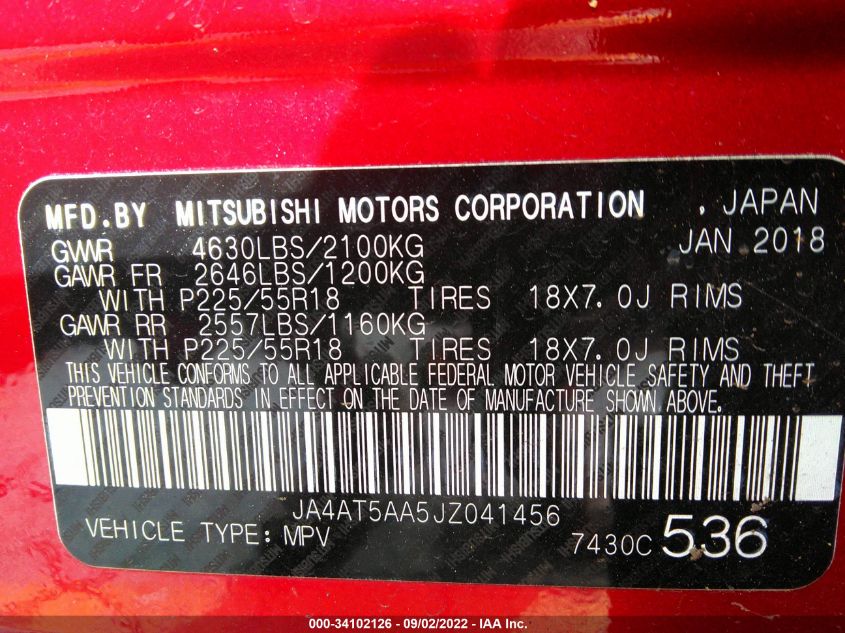 MFD.BY MITSUBISHI MOTORS CORPORATION , JAPAN
GVWR 4630LBS/2100KG JAN 2018
GAWR FR 2646LBS/1200KG
WITH P225/55R18 TIRES 18X7.0J RIMS
GAWR RR 2557LBS/1160KG
WITH P225/55R18 TIRES 18X7.0J RIMS
THIS VEHICLE CONFORMS TO ALL APPLICABLE FEDERAL MOTOR VEHICLE SAFETY AND THEFT
PREVENTION STANDARDS IN EFFECT ON THE DATE OF MANUFACTURE SHOWN ABOVE.
JA4AT5AA5JZ041456
VEHICLE TYPE:MPV 7430C 536
000-34102126 - 09/02/2022 - IAA Inc.